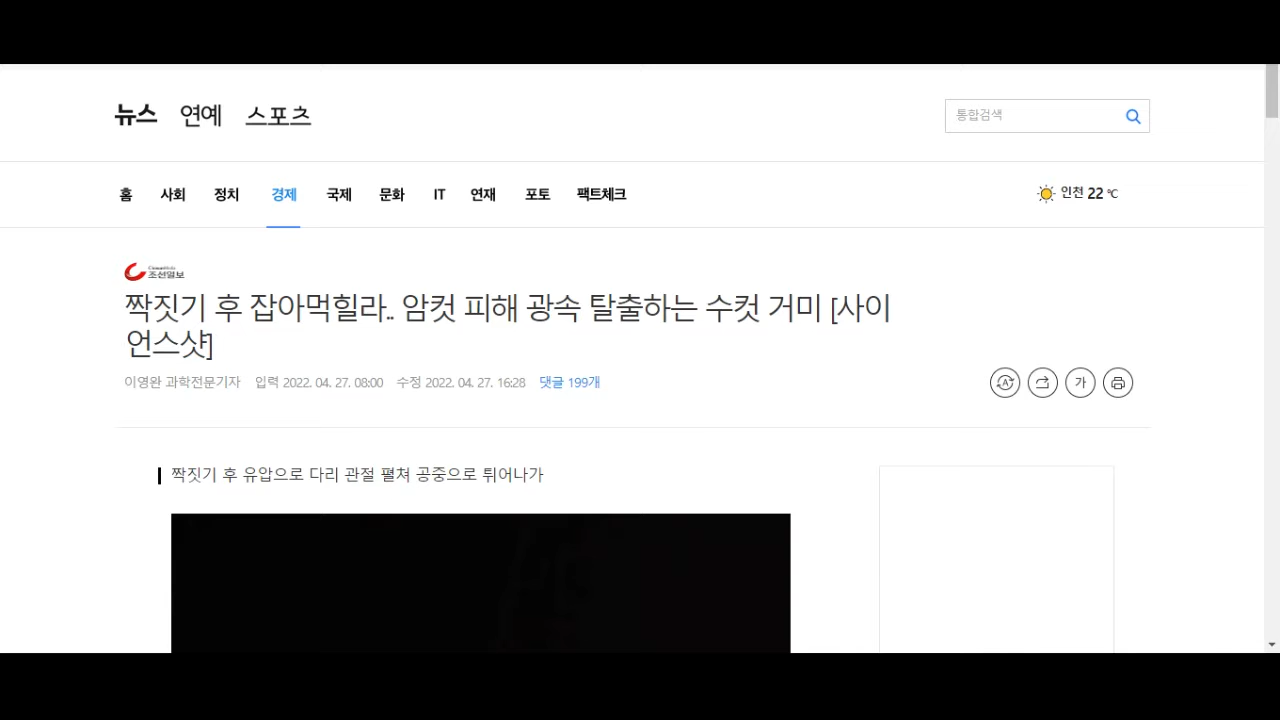 뉴스 연예 스포츠
통합검색
홈 사회 정치 경제 국제 문화 IT 연재 포토 팩트체크
인천 22 ℃
조선일보
짝짓기 후 잡아먹힐라.. 암컷 피해 광속 탈출하는 수컷 거미 [사이
언스샷]
이영완 과학전문기자 입력 2022. 04. 27. 08:00 수정 2022. 04. 27. 16:28 댓글 199개
가
짝짓기 후 유압으로 다리 관절 펼쳐 공중으로 튀어나가